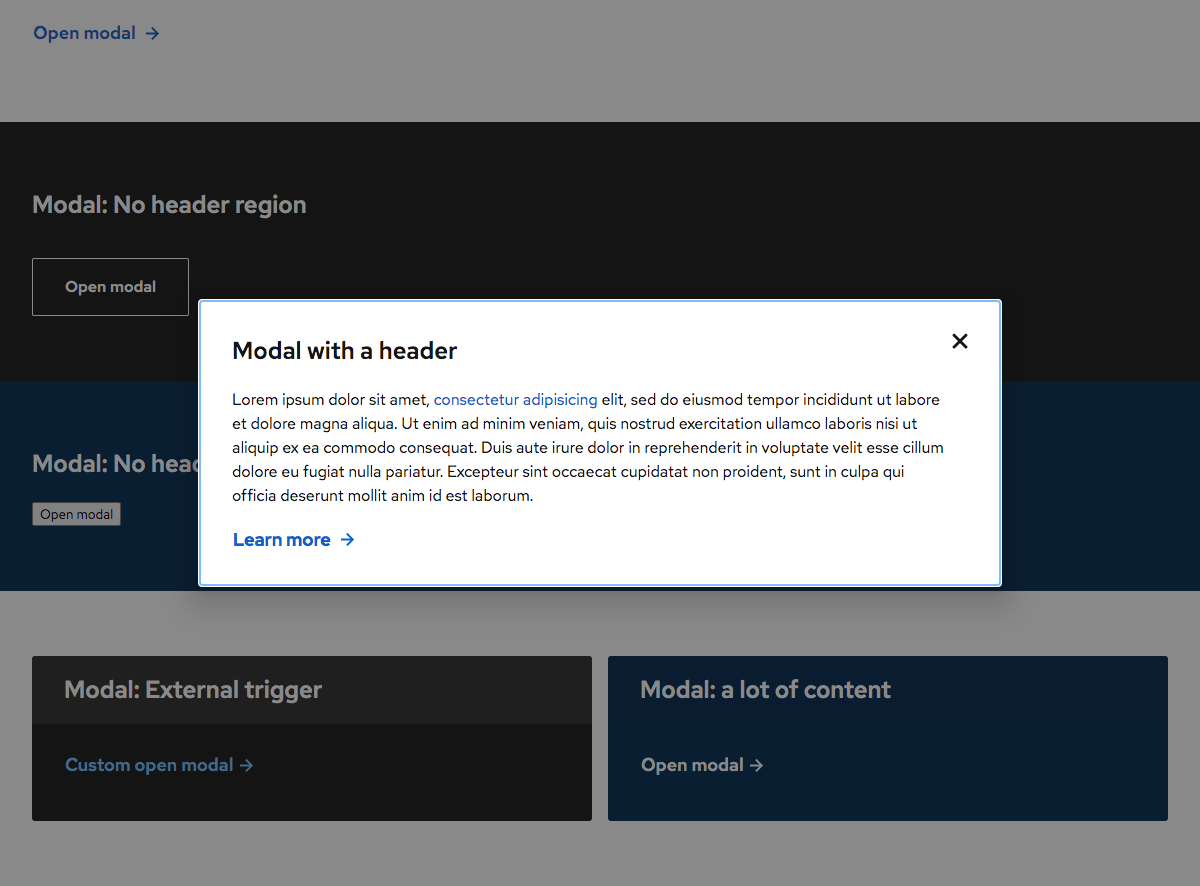 Open modal →
Modal: No header region
Open modal
Modal with a header
Lorem ipsum dolor sit amet, consectetur adipisicing elit, sed do eiusmod tempor incididunt ut labore
et dolore magna aliqua. Ut enim ad minim veniam, quis nostrud exercitation ullamco laboris nisi ut
aliquip ex ea commodo consequat. Duis aute irure dolor in reprehenderit in voluptate velit esse cillum
dolore eu fugiat nulla pariatur. Excepteur sint occaecat cupidatat non proident, sunt in culpa qui
officia deserunt mollit anim id est laborum.
Learn more →
Modal: No
Open modal
Modal: External trigger
Custom open modal →
Modal: a lot of content
Open modal →